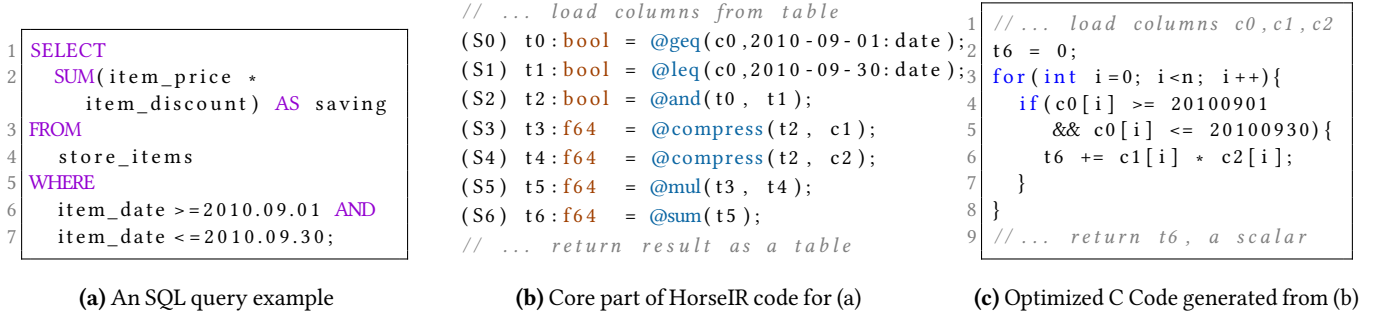 1 SELECT
2 SUM(item_price *
item_discount) AS saving
3 FROM
4 store_items
5 WHERE
6 item_date >=2010.09.01 AND
7 item_date <=2010.09.30;
(a) An SQL query example
// ... load columns from table
(S0) t0:bool = @geq(c0,2010-09-01:date);
(S1) t1:bool = @leq(c0,2010-09-30:date);
(S2) t2:bool = @and(t0, t1);
(S3) t3:f64 = @compress(t2, c1);
(S4) t4:f64 = @compress(t2, c2);
(S5) t5:f64 = @mul(t3, t4);
(S6) t6:f64 = @sum(t5);
// ... return result as a table
(b) Core part of HorseIR code for (a)
1 //... load columns c0,c1,c2
2 t6 = 0;
3 for(int i=0; i<n; i++){
4 if(c0[i] >= 20100901
5 && c0[i] <= 20100930){
6 t6 += c1[i] * c2[i];
7 }
8 }
9 //... return t6, a scalar
(c) Optimized C Code generated from (b)